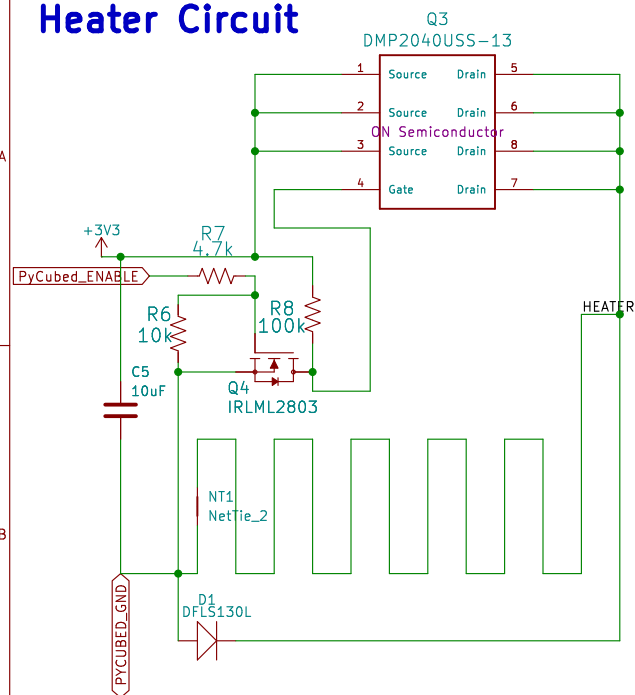 Heater Circuit
Q3
DMP2040USS-13
1 Source Drain 5
2 Source Drain 6
ON Semiconductor
A
3 Source Drain 8
4 Gate Drain 7
+3V3
R7
4.7k
PyCubed_ENABLE
HEATER
R6
10k
R8
100k
C5
10uF
Q4
IRLML2803
NT1
NetTie_2
B
D1
DFLS130L
PYCUBED_GND